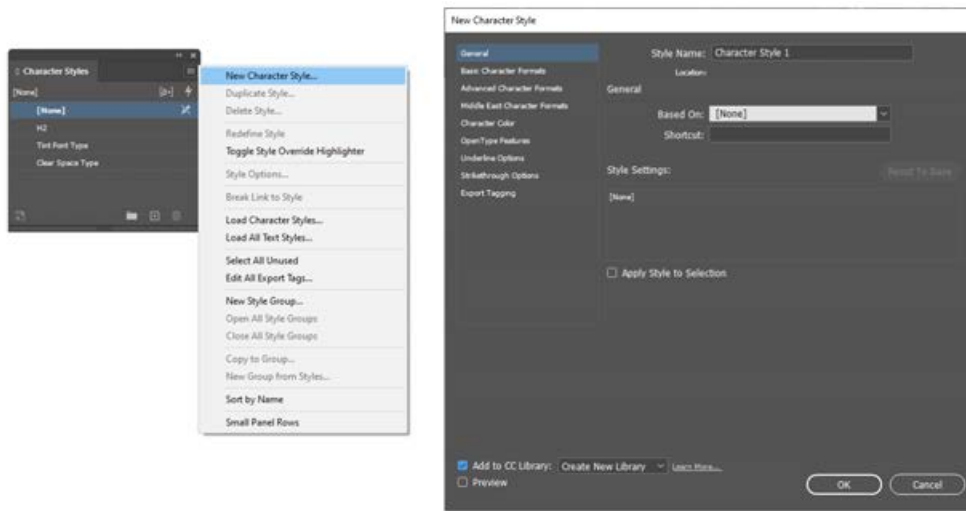 Character Styles
[None]
[a+]
[None]
H2
Tint Font Type
Clear Space Type
New Character Style...
Duplicate Style...
Delete Style...
Redefine Style
Toggle Style Override Highlighter
Style Options...
Break Link to Style
Load Character Styles...
Load All Text Styles...
Select All Unused
Edit All Export Tags...
New Style Group...
Open All Style Groups
Close All Style Groups
Copy to Group...
New Group from Styles...
Sort by Name
Small Panel Rows
New Character Style
General
Basic Character Formats
Advanced Character Formats
Middle East Character Formats
Character Color
OpenType Features
Underline Options
Strikethrough Options
Export Tagging
Style Name: Character Style 1
Location:
General
Based On: [None]
Shortcut:
Style Settings: Reset To Base
[None]
Apply Style to Selection
Add to CC Library: Create New Library Learn More...
Preview
OK Cancel